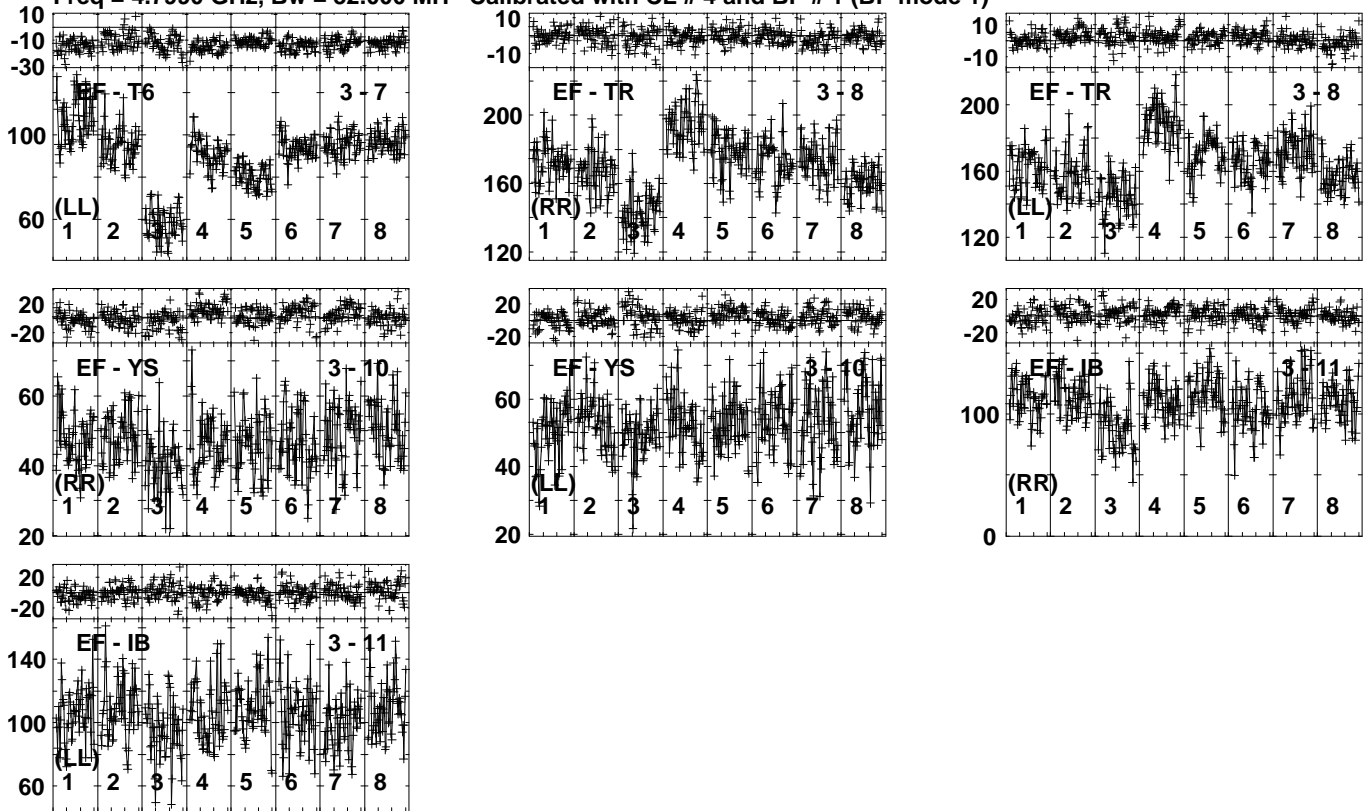 Calibrated with CL # 4 and BP # 1 (BP mode 1)
10
-10
-30
EF - T6 3 - 7
100
60
(LL)
1 2 3 4 5 6 7 8
10
-10
EF - TR 3 - 8
200
160
120
(RR)
1 2 3 4 5 6 7 8
10
-10
EF - TR 3 - 8
200
160
120
(LL)
1 2 3 4 5 6 7 8
20
-20
EF - YS 3 - 10
60
40
20
(RR)
1 2 3 4 5 6 7 8
20
-20
EF - YS 3 - 10
60
40
20
(LL)
1 2 3 4 5 6 7 8
20
-20
EF - IB 3 - 11
100
0
(RR)
1 2 3 4 5 6 7 8
20
-20
EF - IB 3 - 11
140
100
60
(LL)
1 2 3 4 5 6 7 8